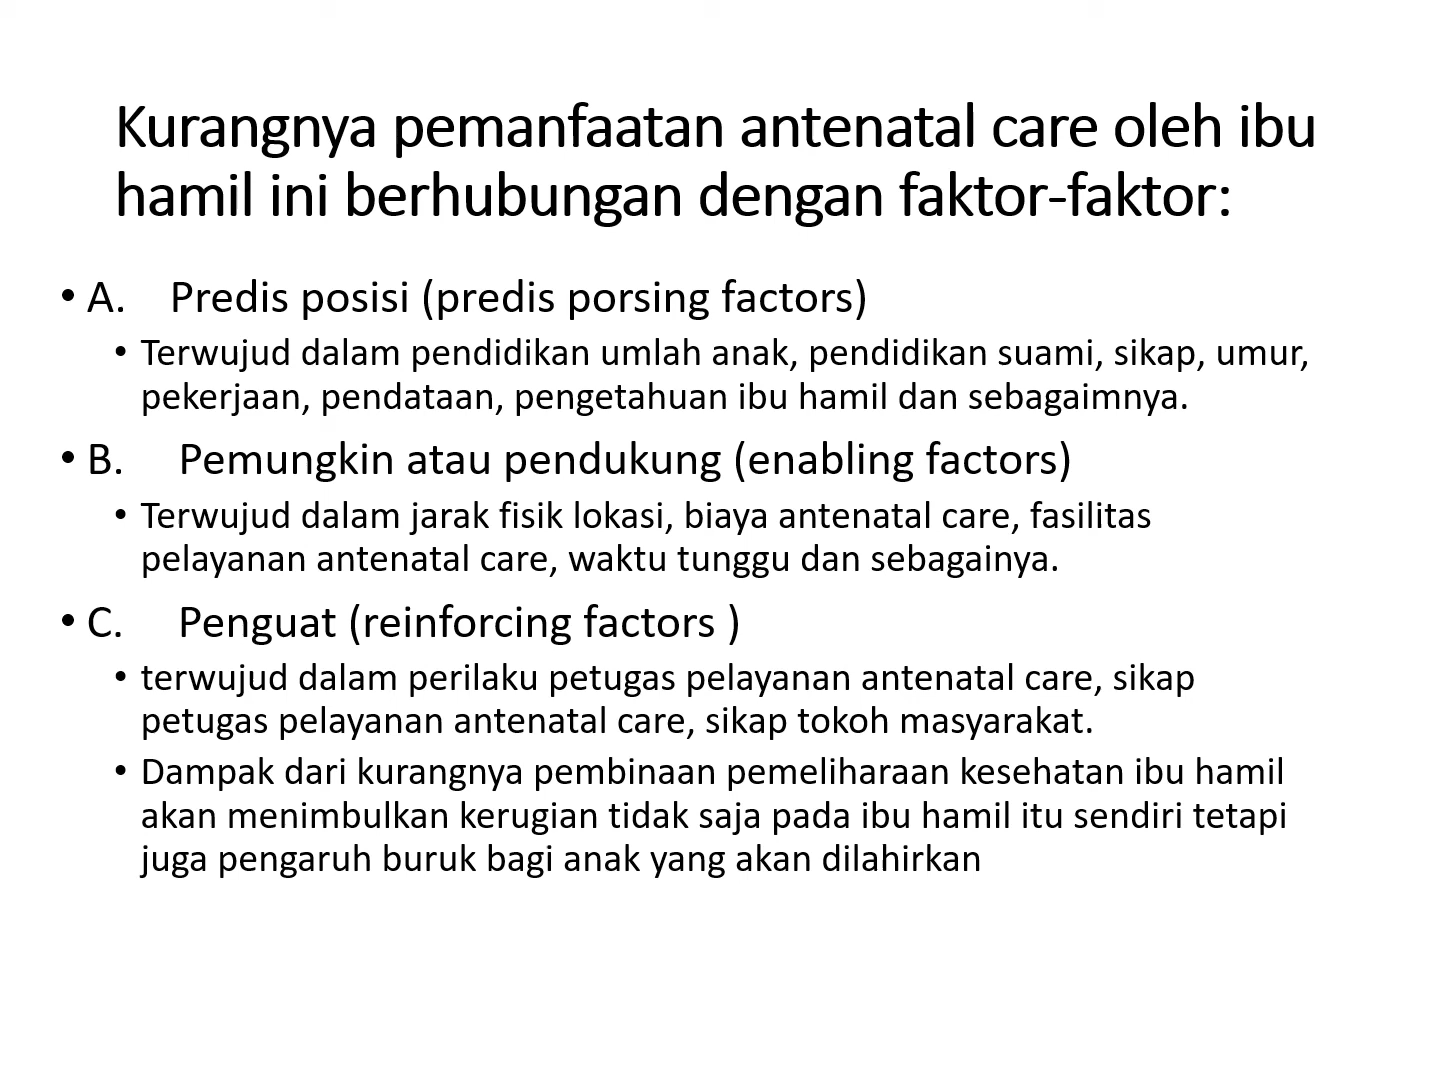 Kurangnya pemanfaatan antenatal care oleh ibu
hamil ini berhubungan dengan faktor-faktor:
• A. Predis posisi (predis porsing factors)
• Terwujud dalam pendidikan umlah anak, pendidikan suami, sikap, umur,
pekerjaan, pendataan, pengetahuan ibu hamil dan sebagaimnya.
• B. Pemungkin atau pendukung (enabling factors)
• Terwujud dalam jarak fisik lokasi, biaya antenatal care, fasilitas
pelayanan antenatal care, waktu tunggu dan sebagainya.
• C. Penguat (reinforcing factors )
• terwujud dalam perilaku petugas pelayanan antenatal care, sikap
petugas pelayanan antenatal care, sikap tokoh masyarakat.
• Dampak dari kurangnya pembinaan pemeliharaan kesehatan ibu hamil
akan menimbulkan kerugian tidak saja pada ibu hamil itu sendiri tetapi
juga pengaruh buruk bagi anak yang akan dilahirkan